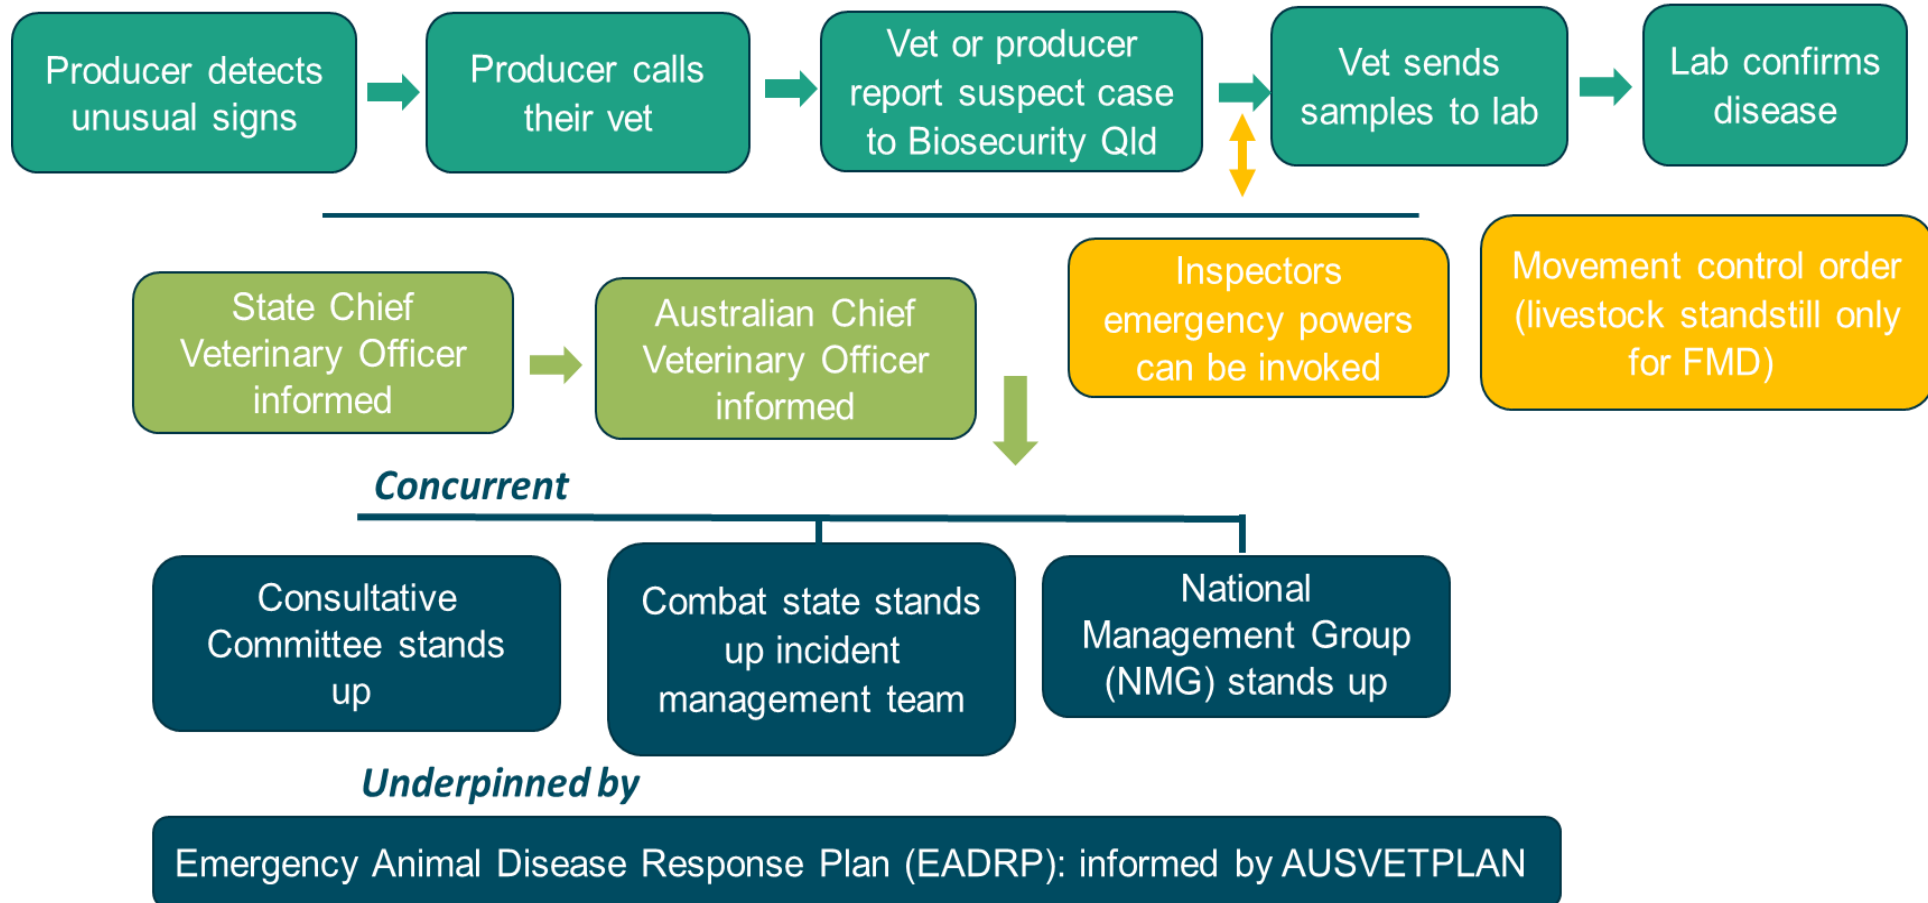 Producer detects
unusual signs
Producer calls
their vet
Vet or producer
report suspect case
to Biosecurity Qld
Vet sends
samples to lab
Lab confirms
disease
State Chief
Veterinary Officer
informed
Australian Chief
Veterinary Officer
informed
Inspectors
emergency powers
can be invoked
Movement control order
(livestock standstill only
for FMD)
Concurrent
Consultative
Committee stands
up
Combat state stands
up incident
management team
National
Management Group
(NMG) stands up
Underpinned by
Emergency Animal Disease Response Plan (EADRP): informed by AUSVETPLAN